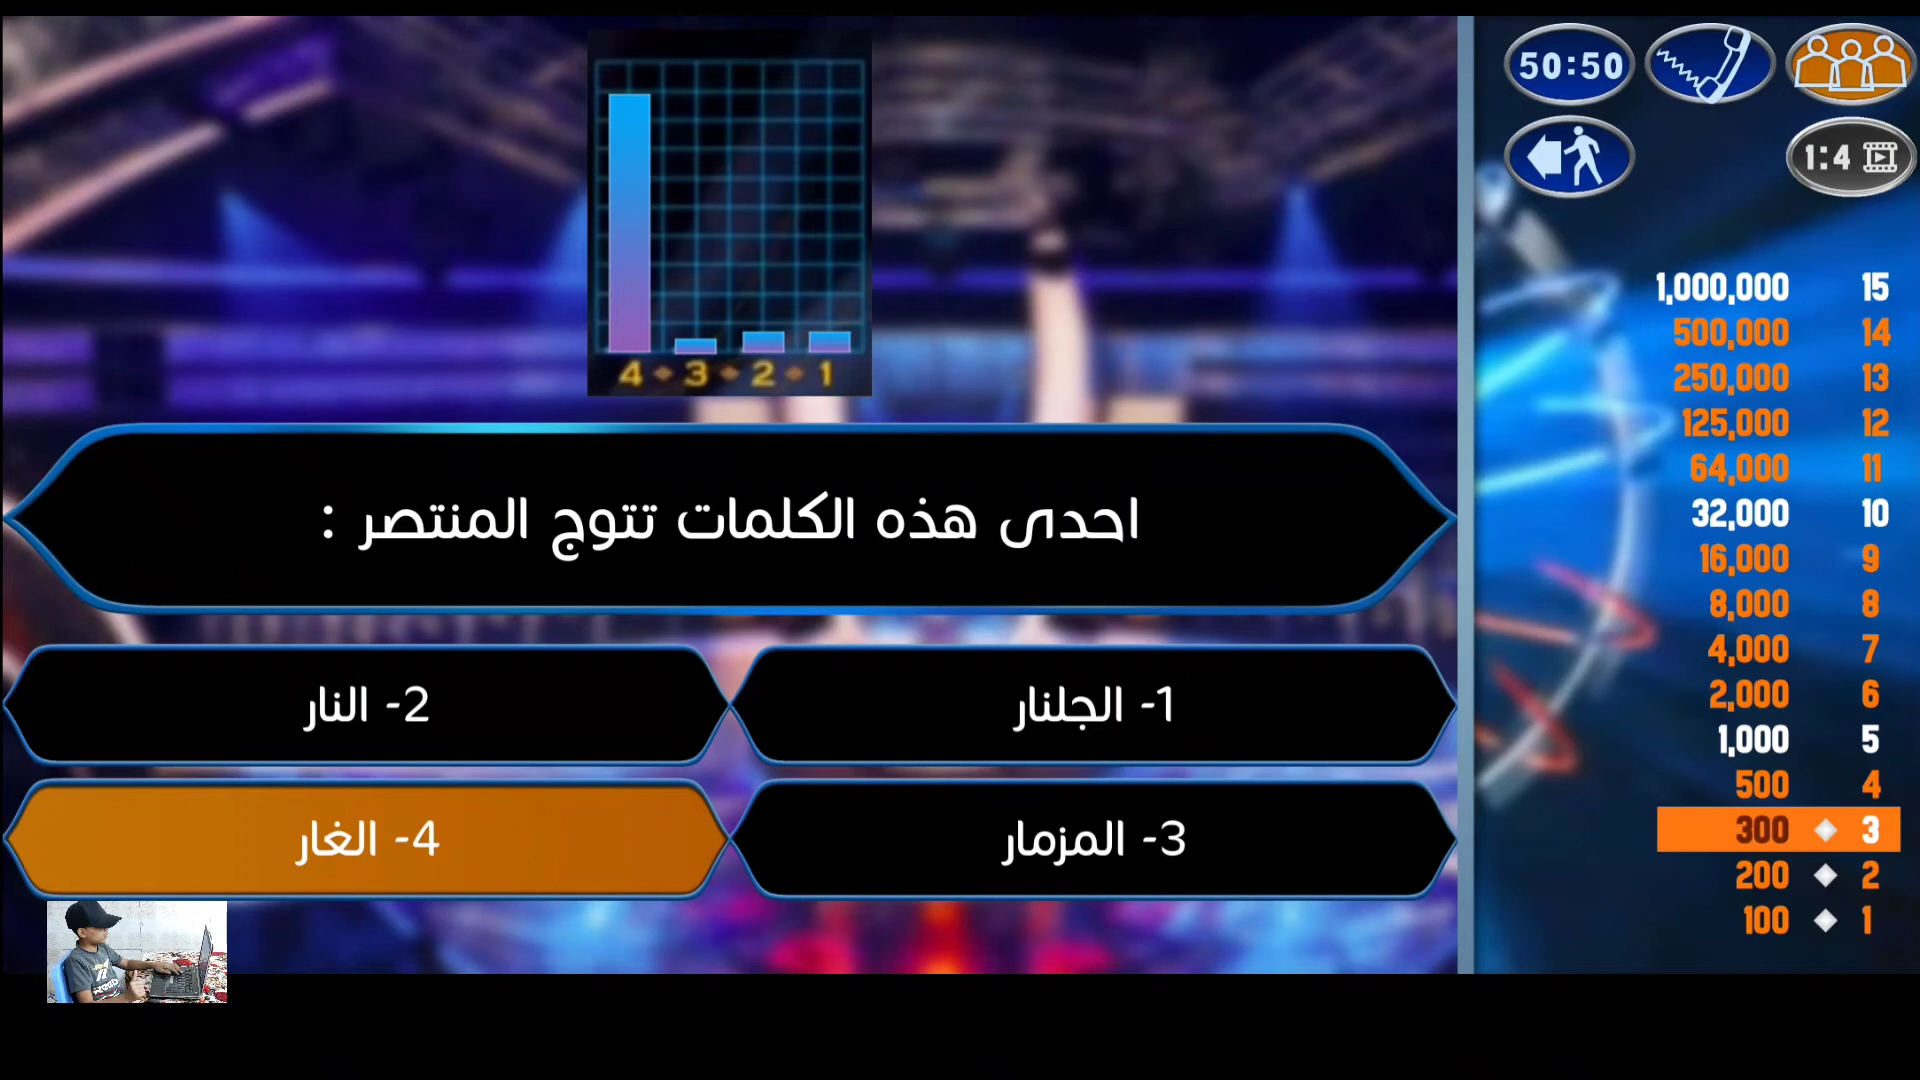 50:50
1:4
4 3 2 1
احدى هذه الكلمات تتوج المنتصر :
1- الجلنار
2- النار
3- المزمار
4- الغار
1,000,000 15
500,000 14
250,000 13
125,000 12
64,000 11
32,000 10
16,000 9
8,000 8
4,000 7
2,000 6
1,000 5
500 4
300 3
200 2
100 1